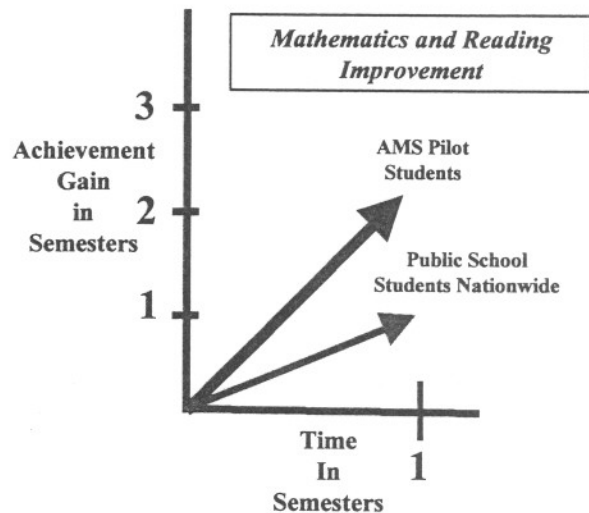 Mathematics and Reading
Improvement
3
Achievement
Gain
in
Semesters
2
1
AMS Pilot
Students
Public School
Students Nationwide
Time
In
Semesters
1